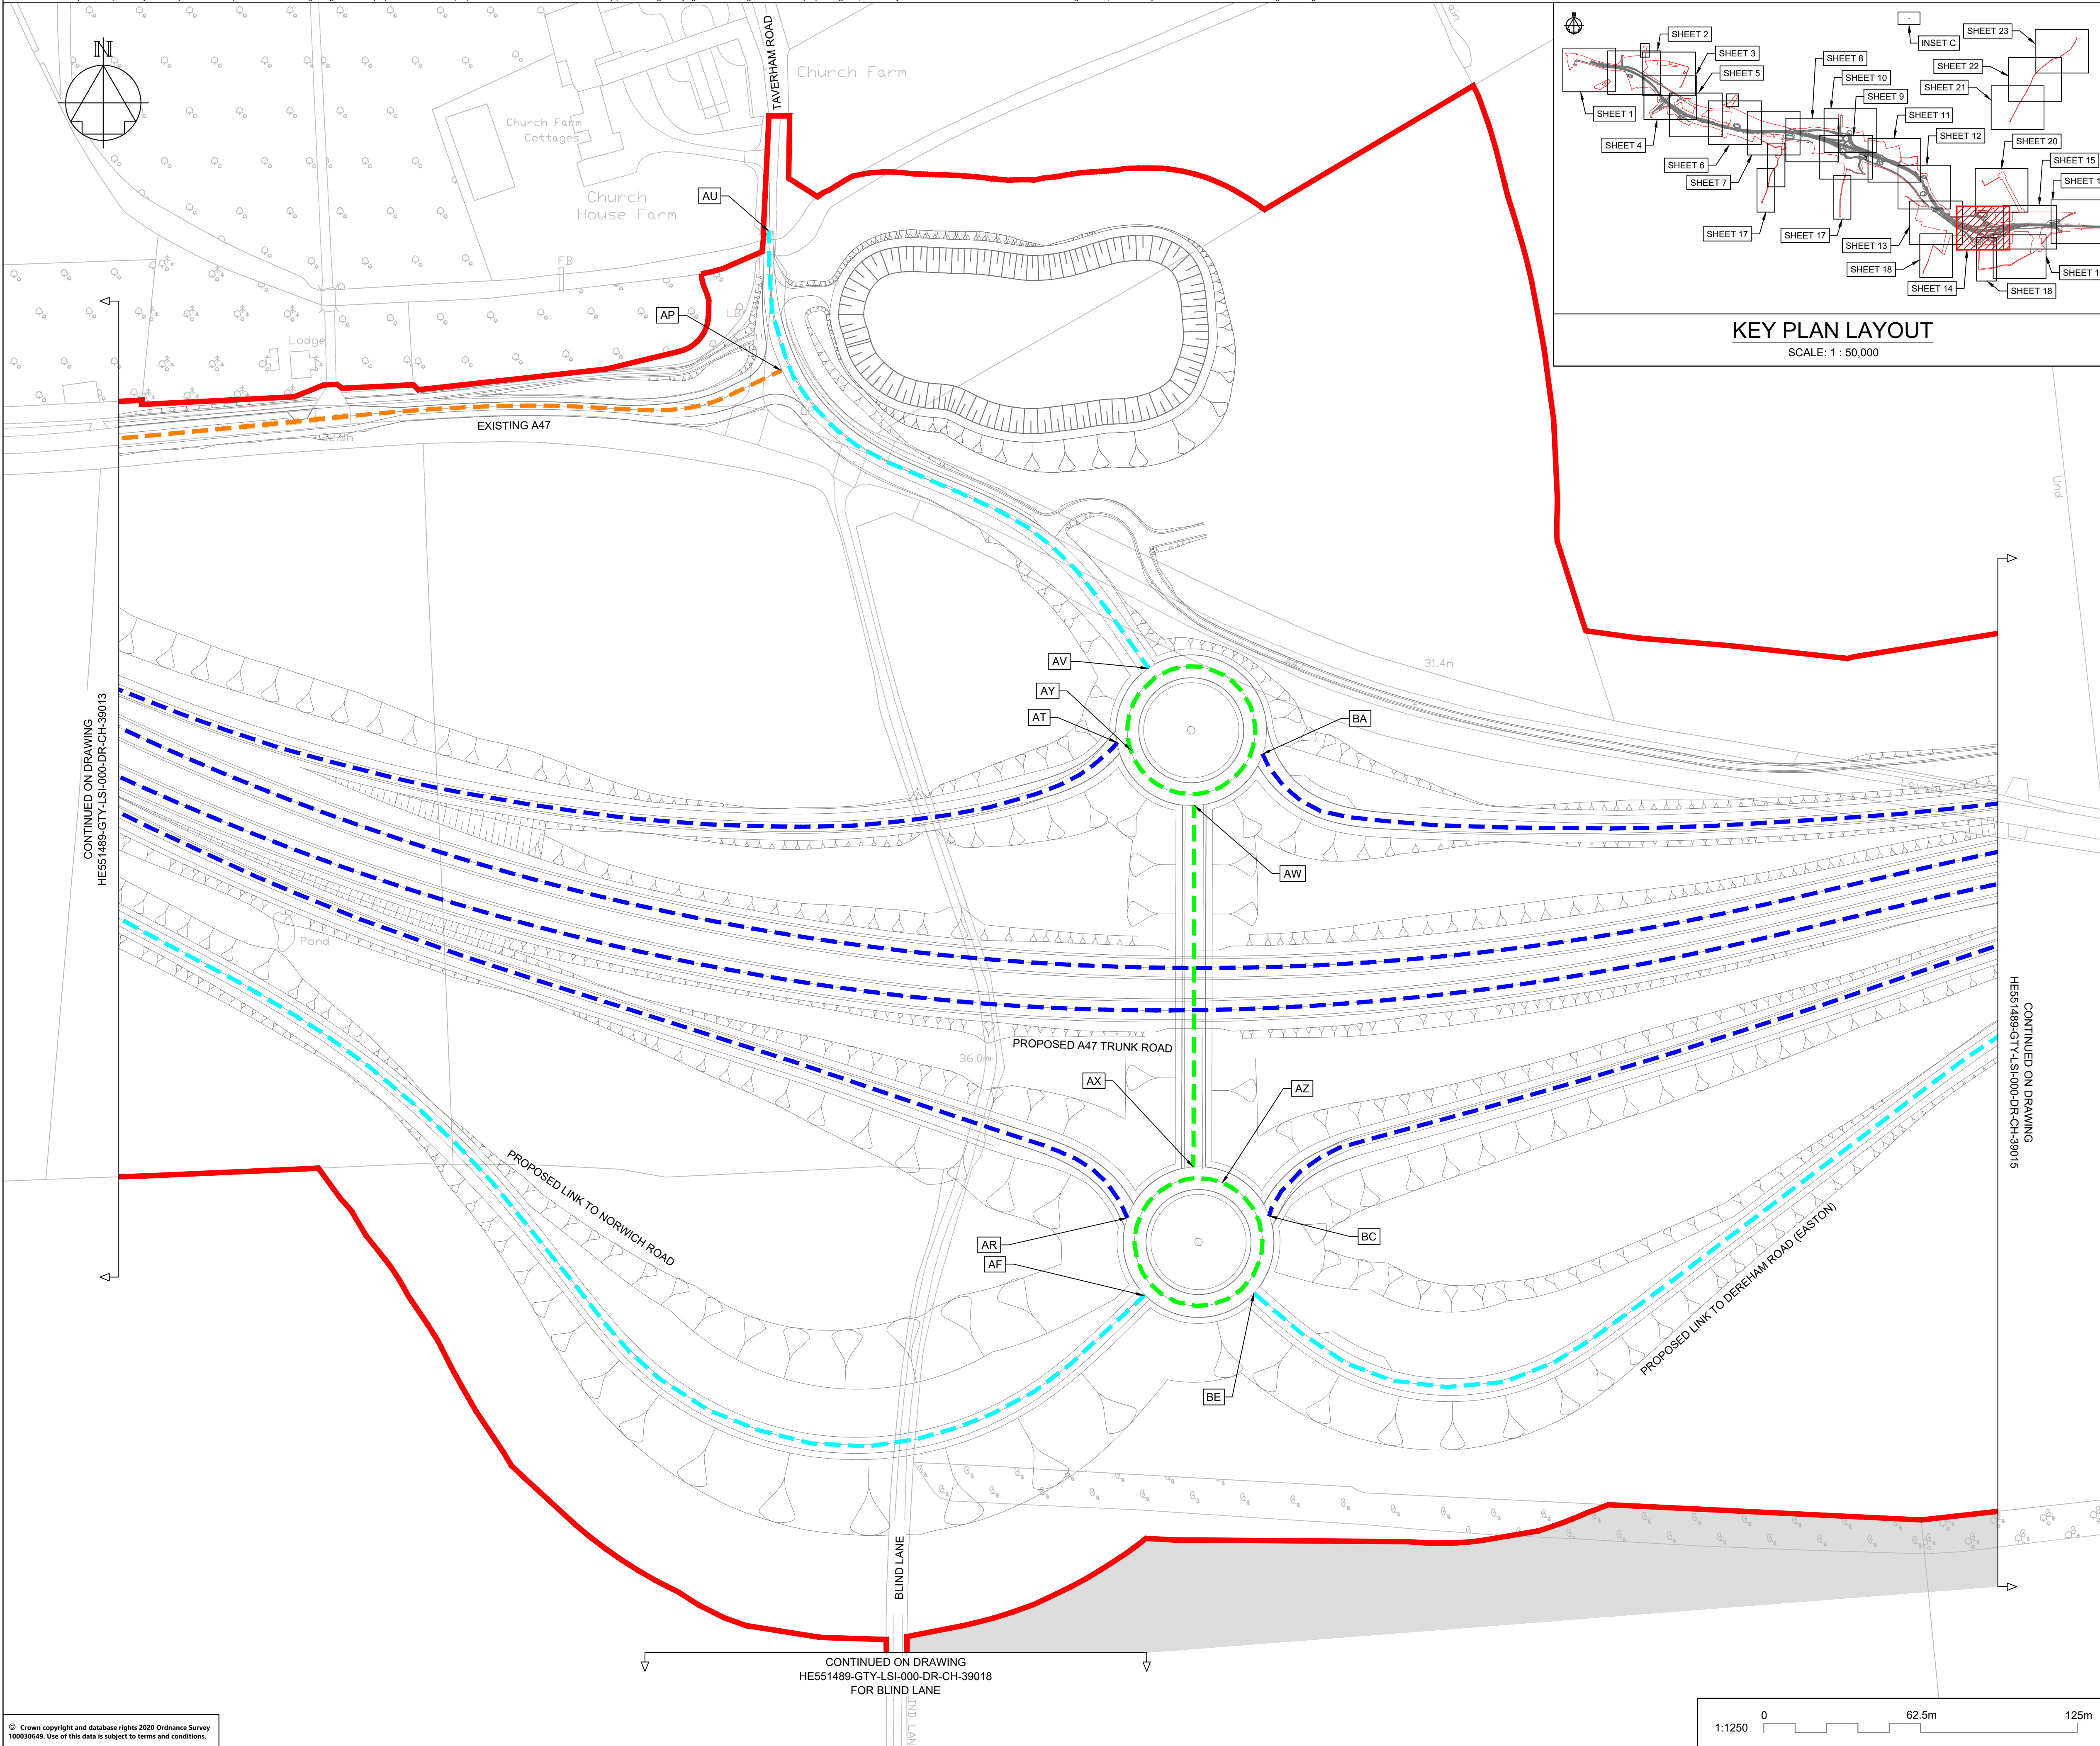 N
TAVERHAM ROAD
Church Farm
Church Farm
Cottages
Church
House Farm
FB
LB
Lodge
AU
AP
GP
22.5m
EXISTING A47
SHEET 2
SHEET 3
SHEET 5
SHEET 1
SHEET 4
SHEET 6
SHEET 7
SHEET 8
SHEET 10
SHEET 9
SHEET 11
SHEET 12
INSET C
SHEET 23
SHEET 22
SHEET 21
SHEET 20
SHEET 15
SHEET 17
SHEET 17
SHEET 13
SHEET 18
SHEET 14
SHEET 18
KEY PLAN LAYOUT
SCALE: 1 : 50,000
Und
CONTINUED ON DRAWING
HE551489-GTY-LSI-000-DR-CH-39013
AV
AY
AT
BA
A47
31.4m
AW
Pond
PROPOSED A47 TRUNK ROAD
36.0m
AX
AZ
AR
AF
BC
BE
PROPOSED LINK TO NORWICH ROAD
PROPOSED LINK TO DEREHAM ROAD (EASTON)
CONTINUED ON DRAWING
HE551489-GTY-LSI-000-DR-CH-39015
BLIND LANE
CONTINUED ON DRAWING
HE551489-GTY-LSI-000-DR-CH-39018
FOR BLIND LANE
© Crown copyright and database rights 2020 Ordnance Survey
100030649. Use of this data is subject to terms and conditions.
1:1250
0
62.5m
125m